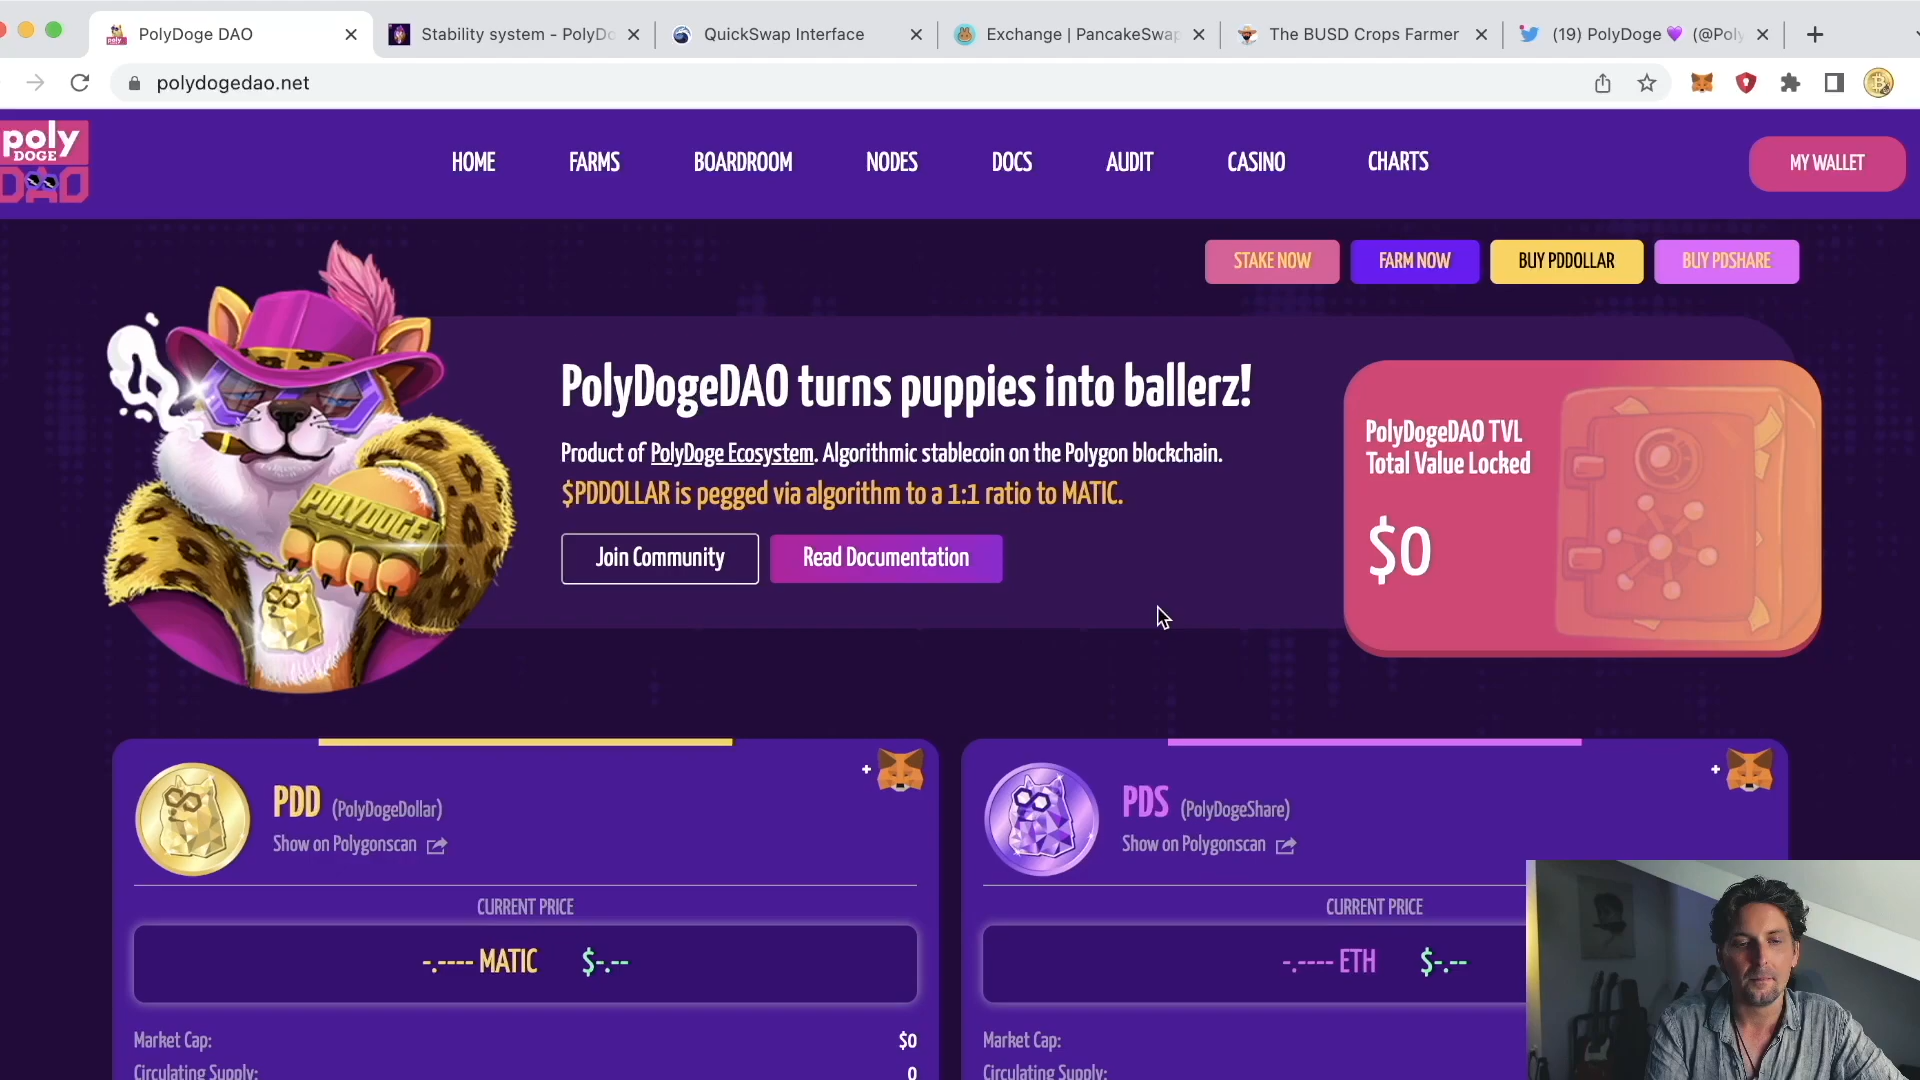 PolyDoge DAO
Stability system - PolyDo
QuickSwap Interface
Exchange | PancakeSwap
The BUSD Crops Farmer
(19) PolyDoge 💜 (@Poly
polydogedao.net
poly
DOGE
DAO
HOME
FARMS
BOARDROOM
NODES
DOCS
AUDIT
CASINO
CHARTS
MY WALLET
STAKE NOW
FARM NOW
BUY PDDOLLAR
BUY PDSHARE
POLYDOGE
PolyDogeDAO turns puppies into ballerz!
Product of PolyDoge Ecosystem. Algorithmic stablecoin on the Polygon blockchain.
$PDDOLLAR is pegged via algorithm to a 1:1 ratio to MATIC.
Join Community
Read Documentation
PolyDogeDAO TVL
Total Value Locked
$0
PDD (PolyDogeDollar)
Show on Polygonscan
CURRENT PRICE
-.---- MATIC $-.--
Market Cap: $0
Circulating Supply: 0
PDS (PolyDogeShare)
Show on Polygonscan
CURRENT PRICE
-.---- ETH $-.--
Market Cap:
Circulating Supply: